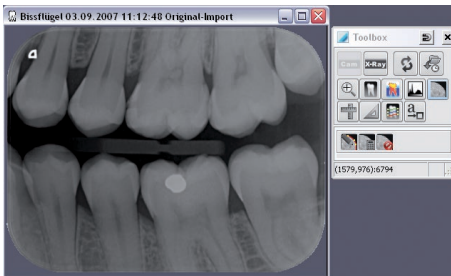 Bissflügel 03.09.2007 11:12:48 Original-Import
Toolbox
Cam
X-Ray
a
(1579,976):6794